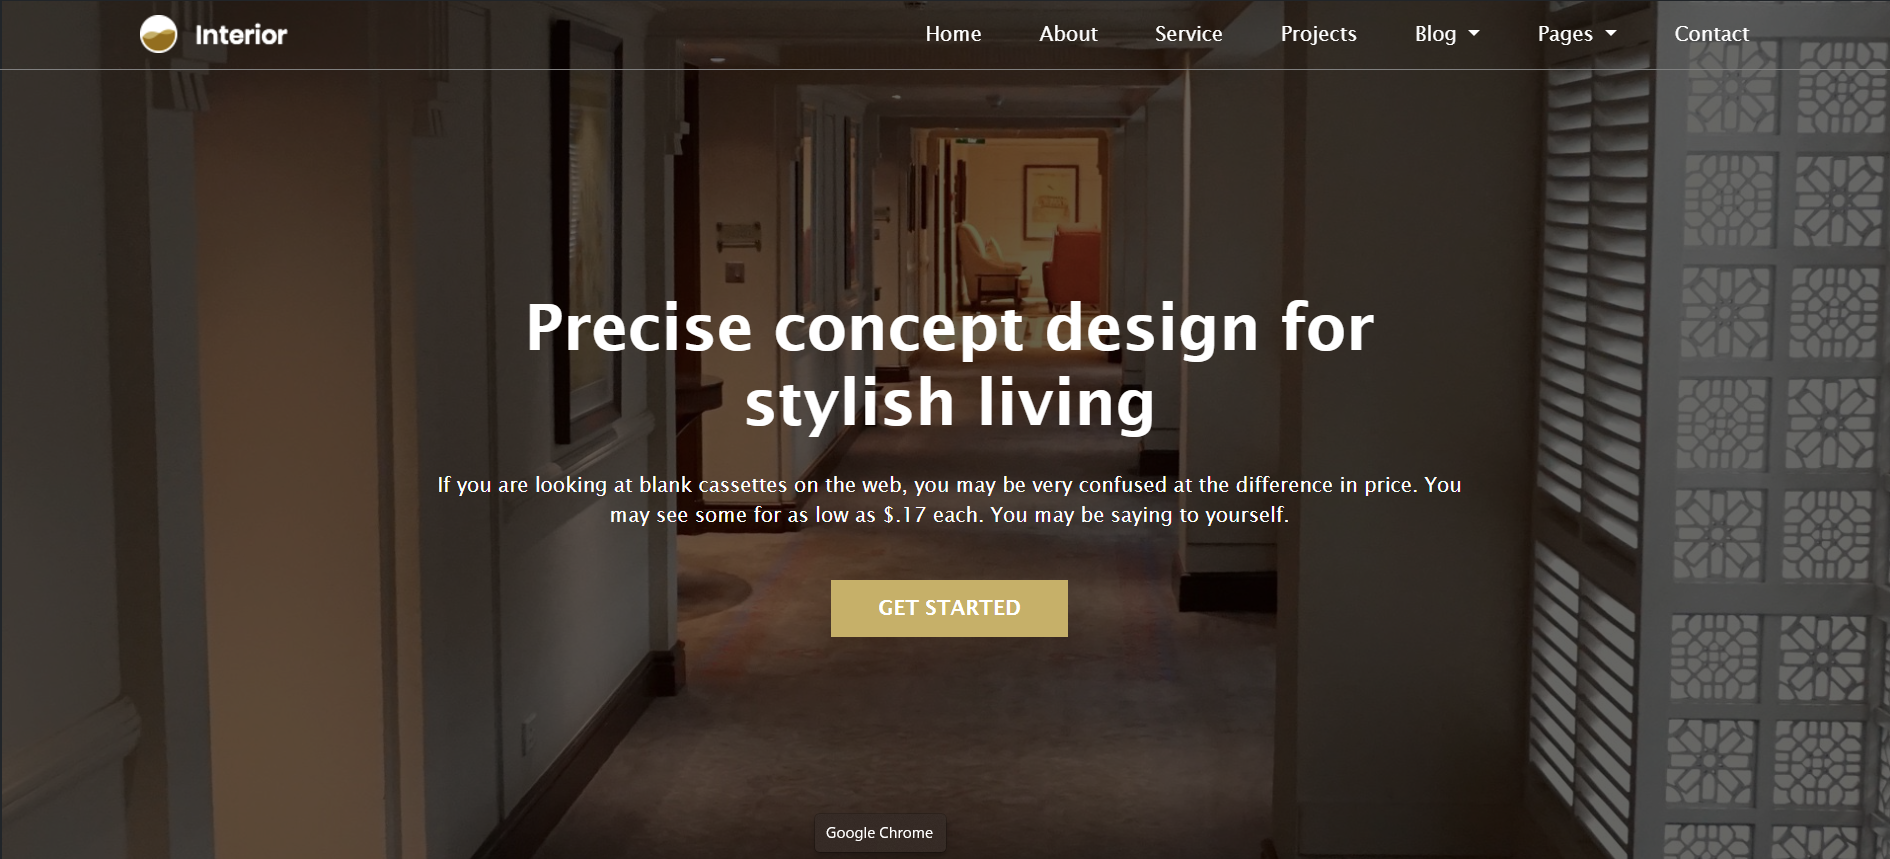 Interior
Home About Service Projects Blog Pages Contact
Precise concept design for
stylish living
If you are looking at blank cassettes on the web, you may be very confused at the difference in price. You
may see some for as low as $.17 each. You may be saying to yourself.
GET STARTED
Google Chrome